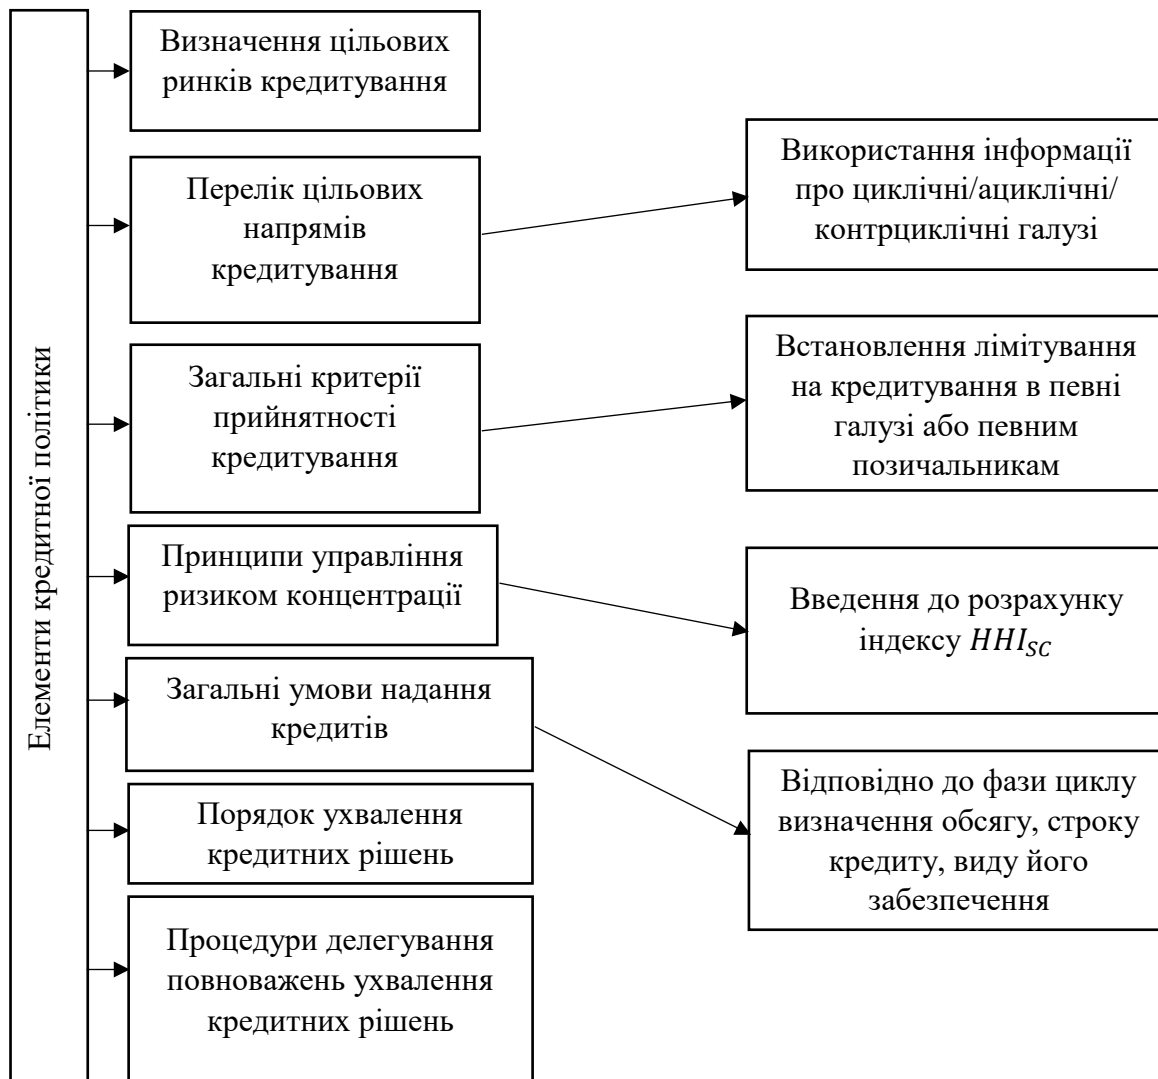 Елементи кредитної політики
Визначення цільових
ринків кредитування
Перелік цільових
напрямів
кредитування
Загальні критерії
прийнятності
кредитування
Принципи управління
ризиком концентрації
Загальні умови надання
кредитів
Порядок ухвалення
кредитних рішень
Процедури делегування
повноважень ухвалення
кредитних рішень
Використання інформації
про циклічні/ациклічні/
контрциклічні галузі
Встановлення лімітування
на кредитування в певні
галузі або певним
позичальникам
Введення до розрахунку
індексу HHI_SC
Відповідно до фази циклу
визначення обсягу, строку
кредиту, виду його
забезпечення